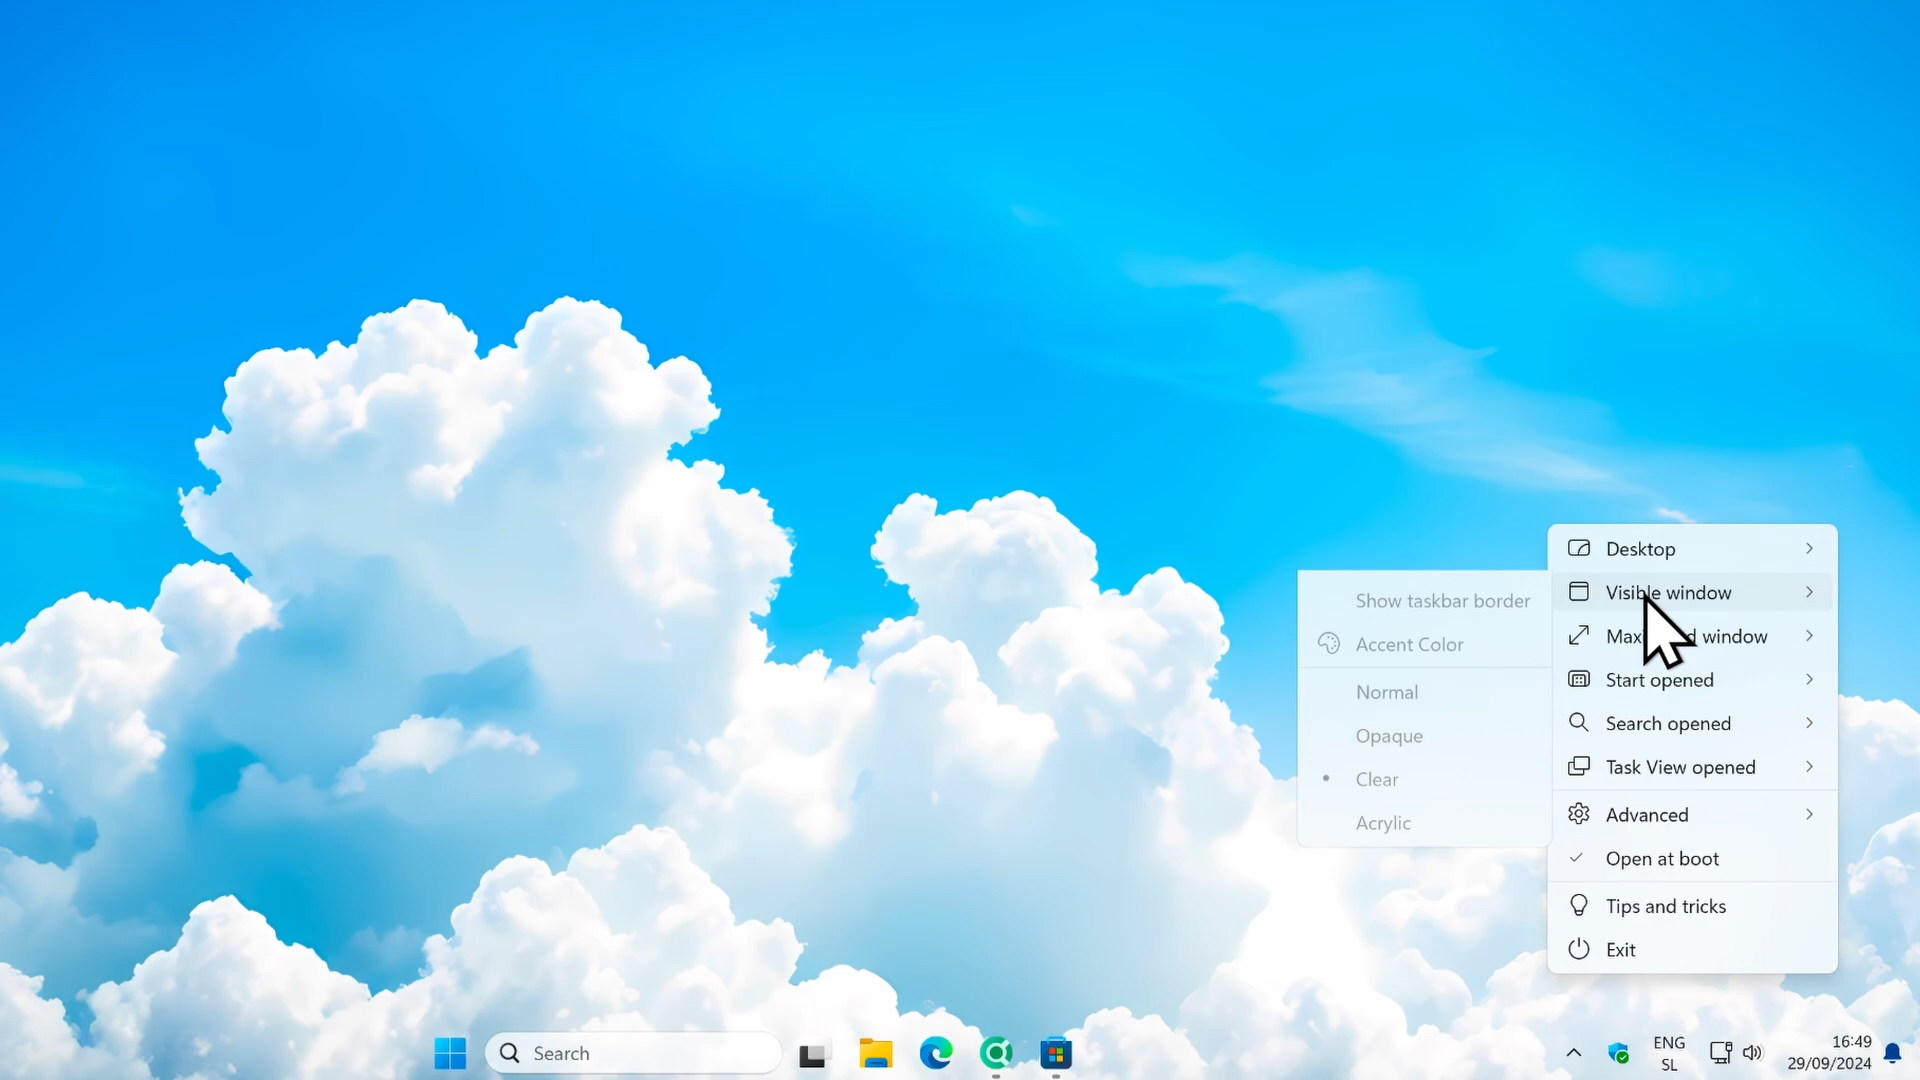 Desktop
Visible window
Max d window
Start opened
Search opened
Task View opened
Advanced
Open at boot
Tips and tricks
Exit
Show taskbar border
Accent Color
Normal
Opaque
Clear
Acrylic
Search
ENG
SL
16:49
29/09/2024